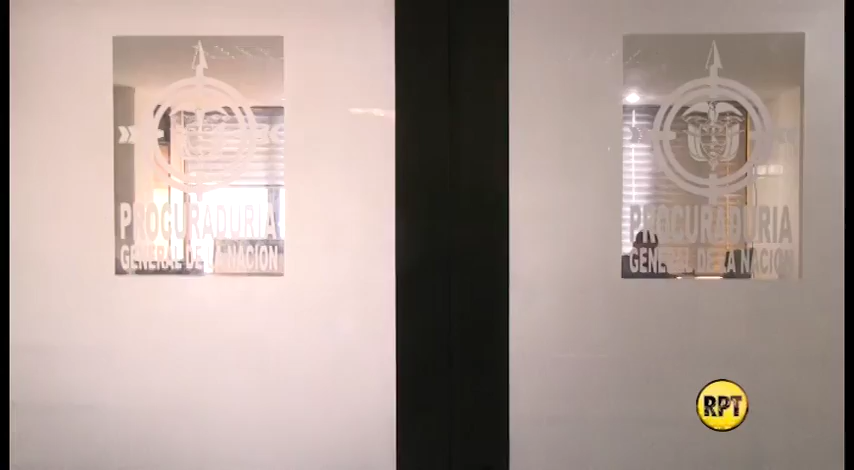 PROCURADURIA
GENERAL DE LA NACION
PROCURADURIA
GENERAL DE LA NACION
RPT